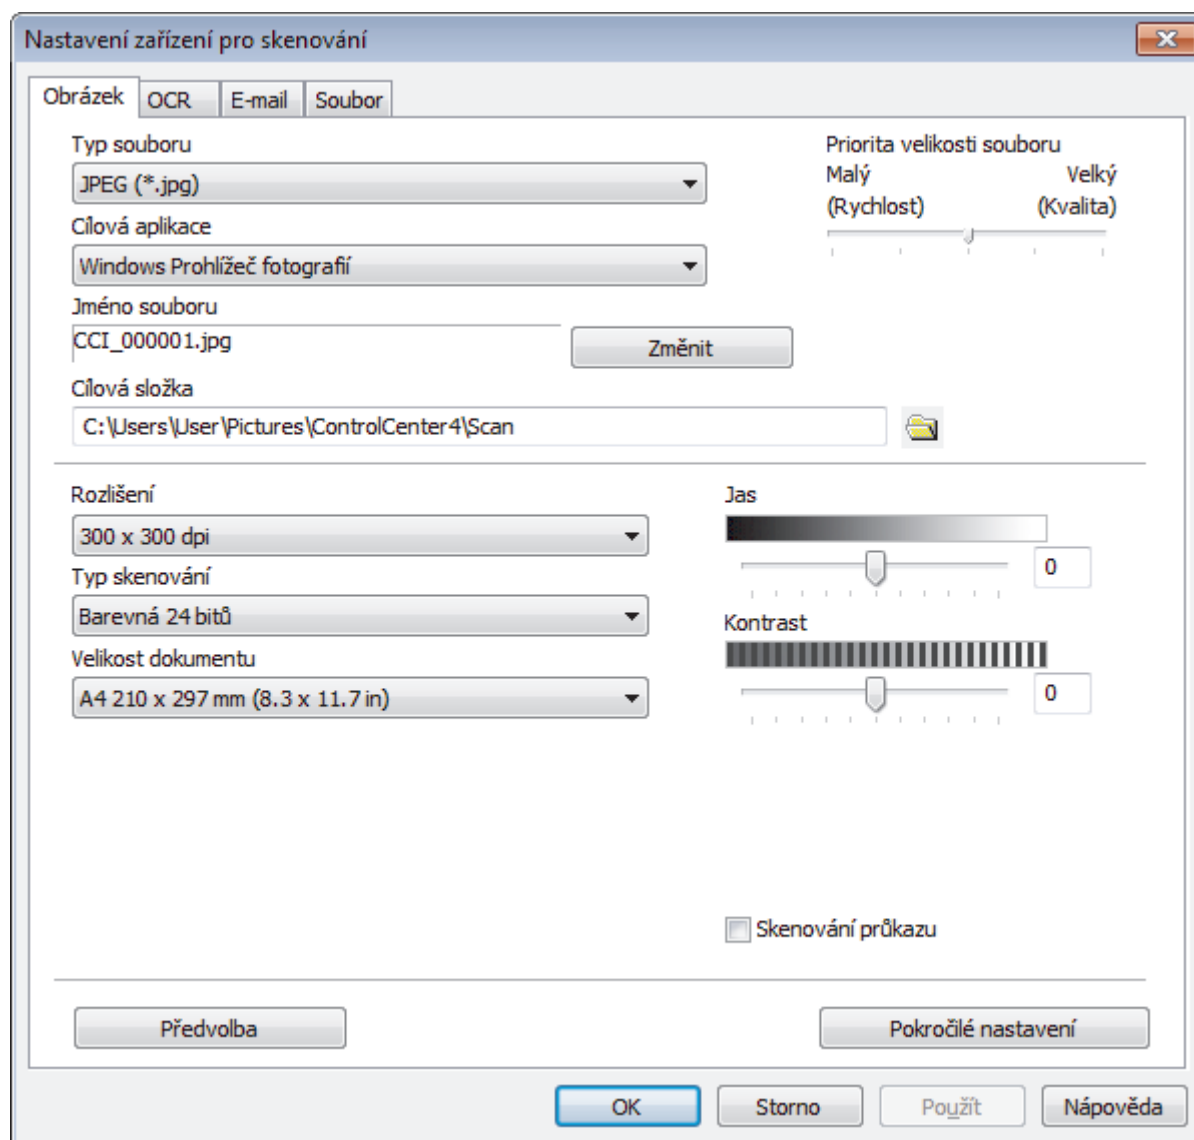 Nastavení zařízení pro skenování
Obrázek OCR E-mail Soubor
Typ souboru
JPEG (*.jpg)
Cílová aplikace
Windows Prohlížeč fotografií
Jméno souboru
CCI_000001.jpg
Změnit
Cílová složka
C:\Users\User\Pictures\ControlCenter4\Scan
Priorita velikosti souboru
Malý Velký
(Rychlost) (Kvalita)
Rozlišení
300 x 300 dpi
Typ skenování
Barevná 24 bitů
Velikost dokumentu
A4 210 x 297 mm (8.3 x 11.7 in)
Jas
0
Kontrast
0
Skenování průkazu
Předvolba
Pokročilé nastavení
OK Storno Použít Nápověda